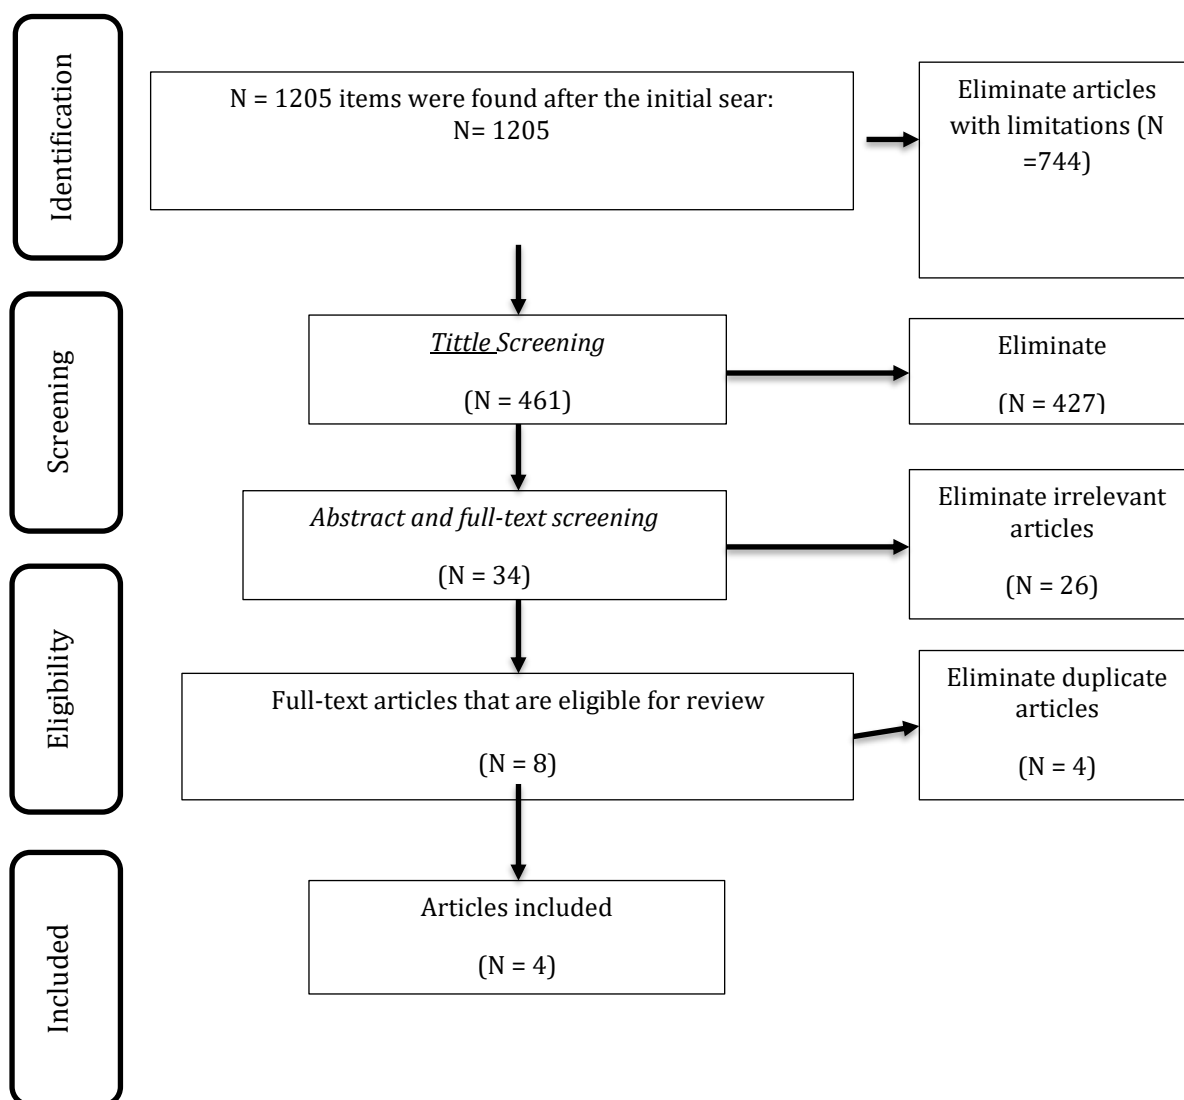 Identification
N = 1205 items were found after the initial sear:
N= 1205
Eliminate articles
with limitations (N
=744)
Screening
Tittle Screening
(N = 461)
Eliminate
(N = 427)
Abstract and full-text screening
(N = 34)
Eliminate irrelevant
articles
(N = 26)
Eligibility
Full-text articles that are eligible for review
(N = 8)
Eliminate duplicate
articles
(N = 4)
Included
Articles included
(N = 4)